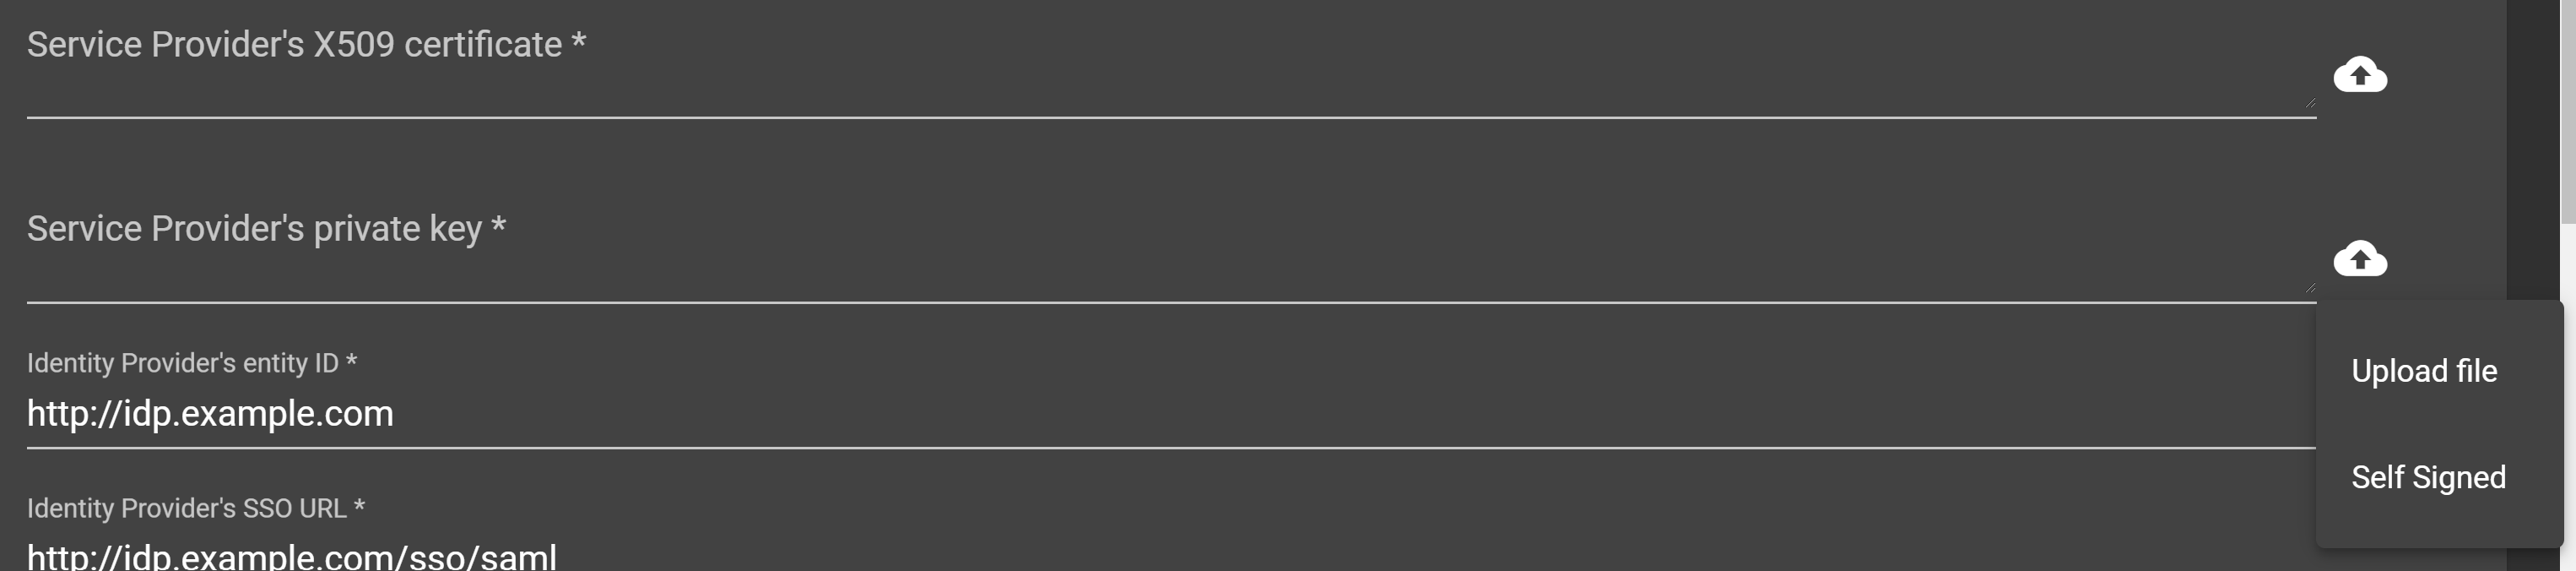 Service Provider's X509 certificate *
Service Provider's private key *
Identity Provider's entity ID *
http://idp.example.com
Upload file
Self Signed
Identity Provider's SSO URL *
http://idp.example.com/sso/saml